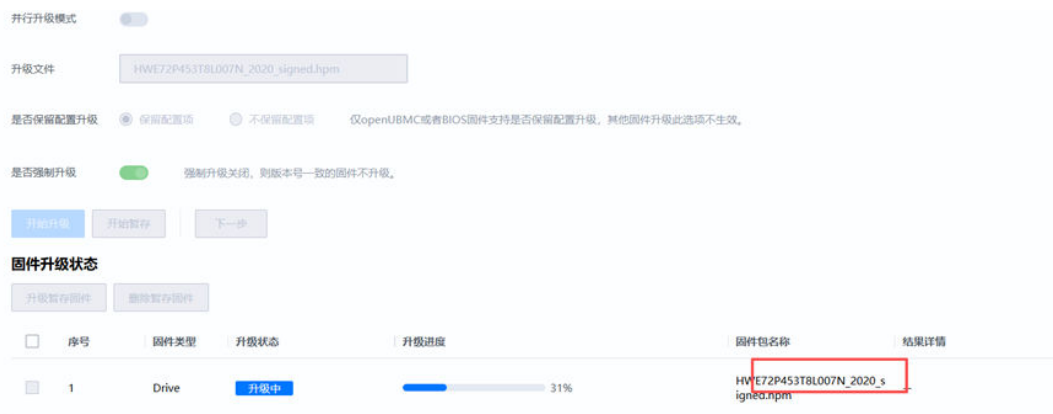 并行升级模式
升级文件 HWE72P453T8L007N_2020_signed.hpm
是否保留配置升级 保留配置项 不保留配置项 仅openUBMC或者BIOS固件支持是否保留配置升级，其他固件升级此选项不生效。
是否强制升级 强制升级关闭，则版本号一致的固件不升级。
开始升级 开始暂存 下一步
固件升级状态
升级暂存固件 删除暂存固件
序号 固件类型 升级状态 升级进度 固件包名称 结果详情
1 Drive 升级中 31% HWE72P453T8L007N_2020_s --
igned.hpm